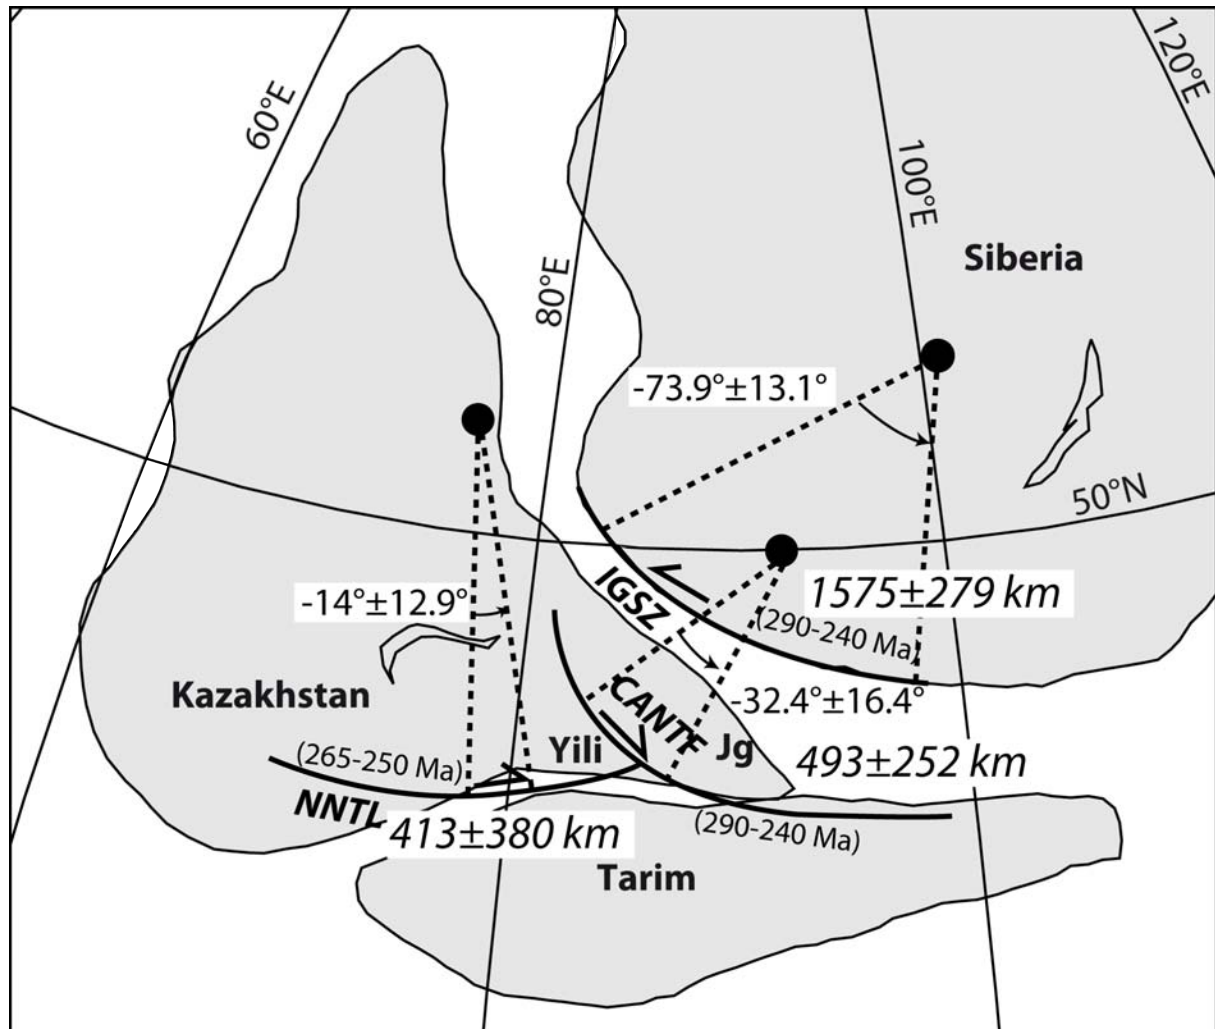 60°E
120°E
100°E
Siberia
80°E
-73.9°±13.1°
50°N
IGSZ
1575±279 km
-14°±12.9°
(290-240 Ma)
Kazakhstan
CANTF
-32.4°±16.4°
Yili
Jg
(265-250 Ma)
493±252 km
NNTL
413±380 km
(290-240 Ma)
Tarim